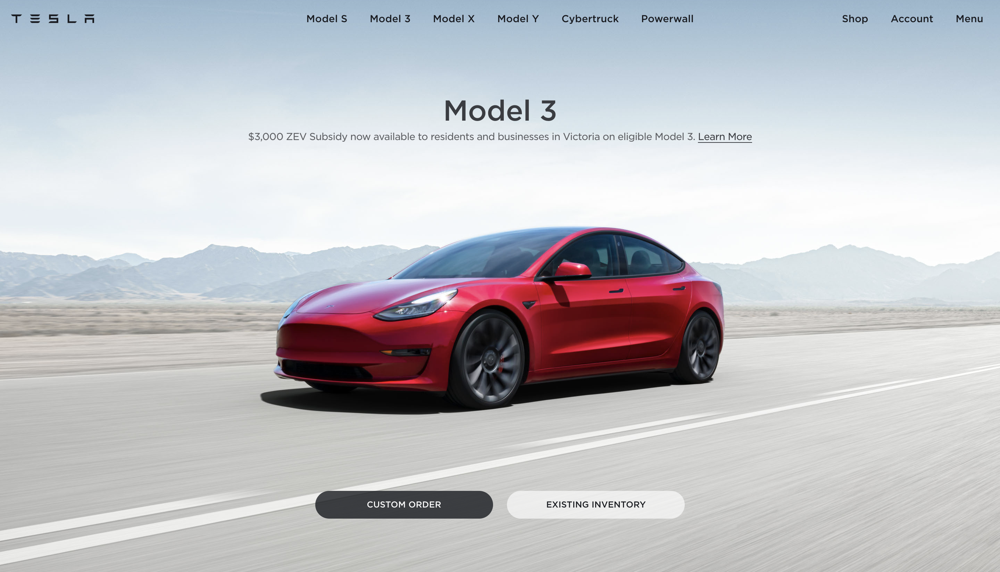 TESLA Model S Model 3 Model X Model Y Cybertruck Powerwall Shop Account Menu
Model 3
$3,000 ZEV Subsidy now available to residents and businesses in Victoria on eligible Model 3. Learn More
CUSTOM ORDER EXISTING INVENTORY